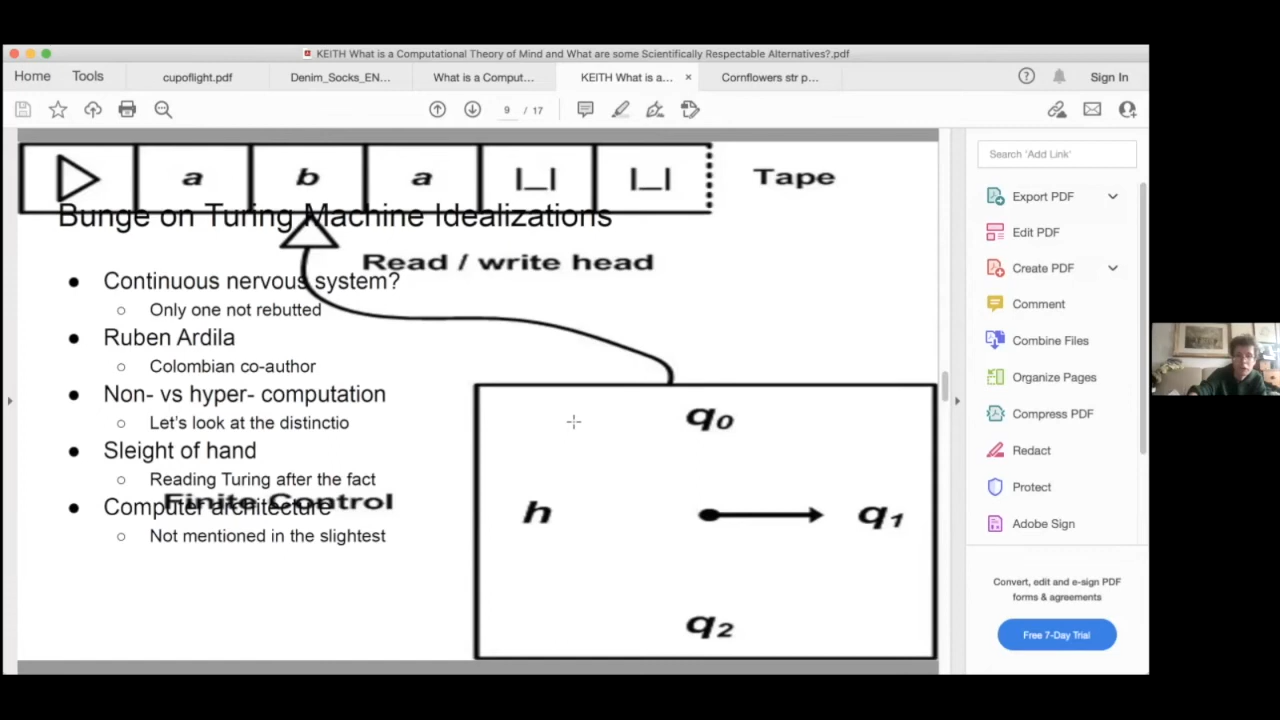 KEITH What is a Computational Theory of Mind and What are some Scientifically Respectable Alternatives?.pdf
Home Tools cupoflight.pdf Denim_Socks_EN... What is a Comput... KEITH What is a... × Cornflowers str p... Sign In
9 / 17
a b a |_| |_| Tape
Bunge on Turing Machine Idealizations
Read / write head
● Continuous nervous system?
○ Only one not rebutted
● Ruben Ardila
○ Colombian co-author
● Non- vs hyper- computation
○ Let's look at the distinctio
● Sleight of hand
○ Reading Turing after the fact
Finite Control
● Computer architecture
○ Not mentioned in the slightest
q0
h q1
q2
Search 'Add Link'
Export PDF
Edit PDF
Create PDF
Comment
Combine Files
Organize Pages
Compress PDF
Redact
Protect
Adobe Sign
Convert, edit and e-sign PDF
forms & agreements
Free 7-Day Trial